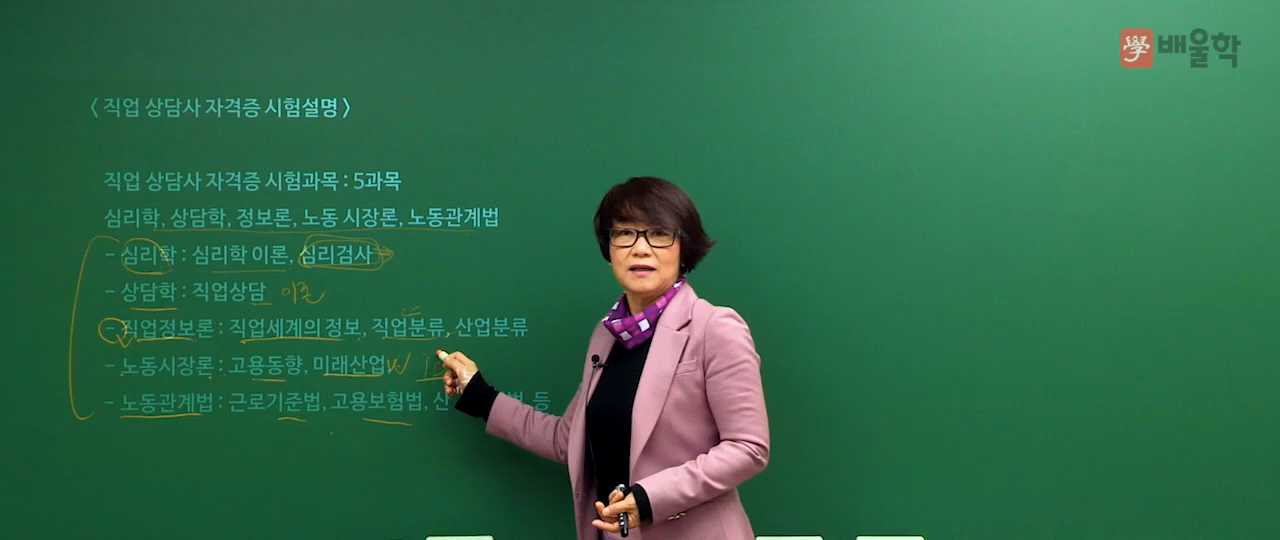 學 배울학
< 직업 상담사 자격증 시험설명 >
직업 상담사 자격증 시험과목 : 5과목
심리학, 상담학, 정보론, 노동 시장론, 노동관계법
- 심리학 : 심리학 이론, 심리검사
- 상담학 : 직업상담 이론
- 직업정보론 : 직업세계의 정보, 직업분류, 산업분류
- 노동시장론 : 고용동향, 미래산업
- 노동관계법 : 근로기준법, 고용보험법, 산 등